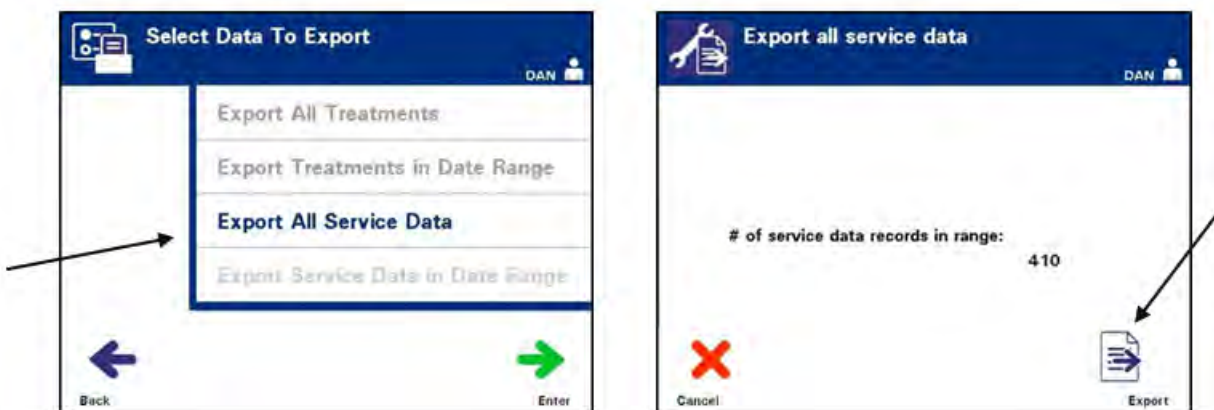 Select Data To Export
DAN
Export All Treatments
Export Treatments in Date Range
Export All Service Data
Export Service Data in Date Range
Back
Enter
Export all service data
DAN
# of service data records in range:
410
Cancel
Export